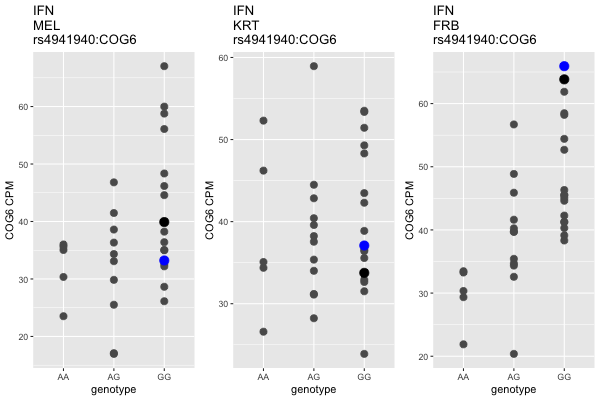 IFN
MEL
rs4941940:COG6
60
50
40
30
20
COG6 CPM
AA
AG
GG
genotype
IFN
KRT
rs4941940:COG6
60
50
40
30
COG6 CPM
AA
AG
GG
genotype
IFN
FRB
rs4941940:COG6
60
50
40
30
20
COG6 CPM
AA
AG
GG
genotype